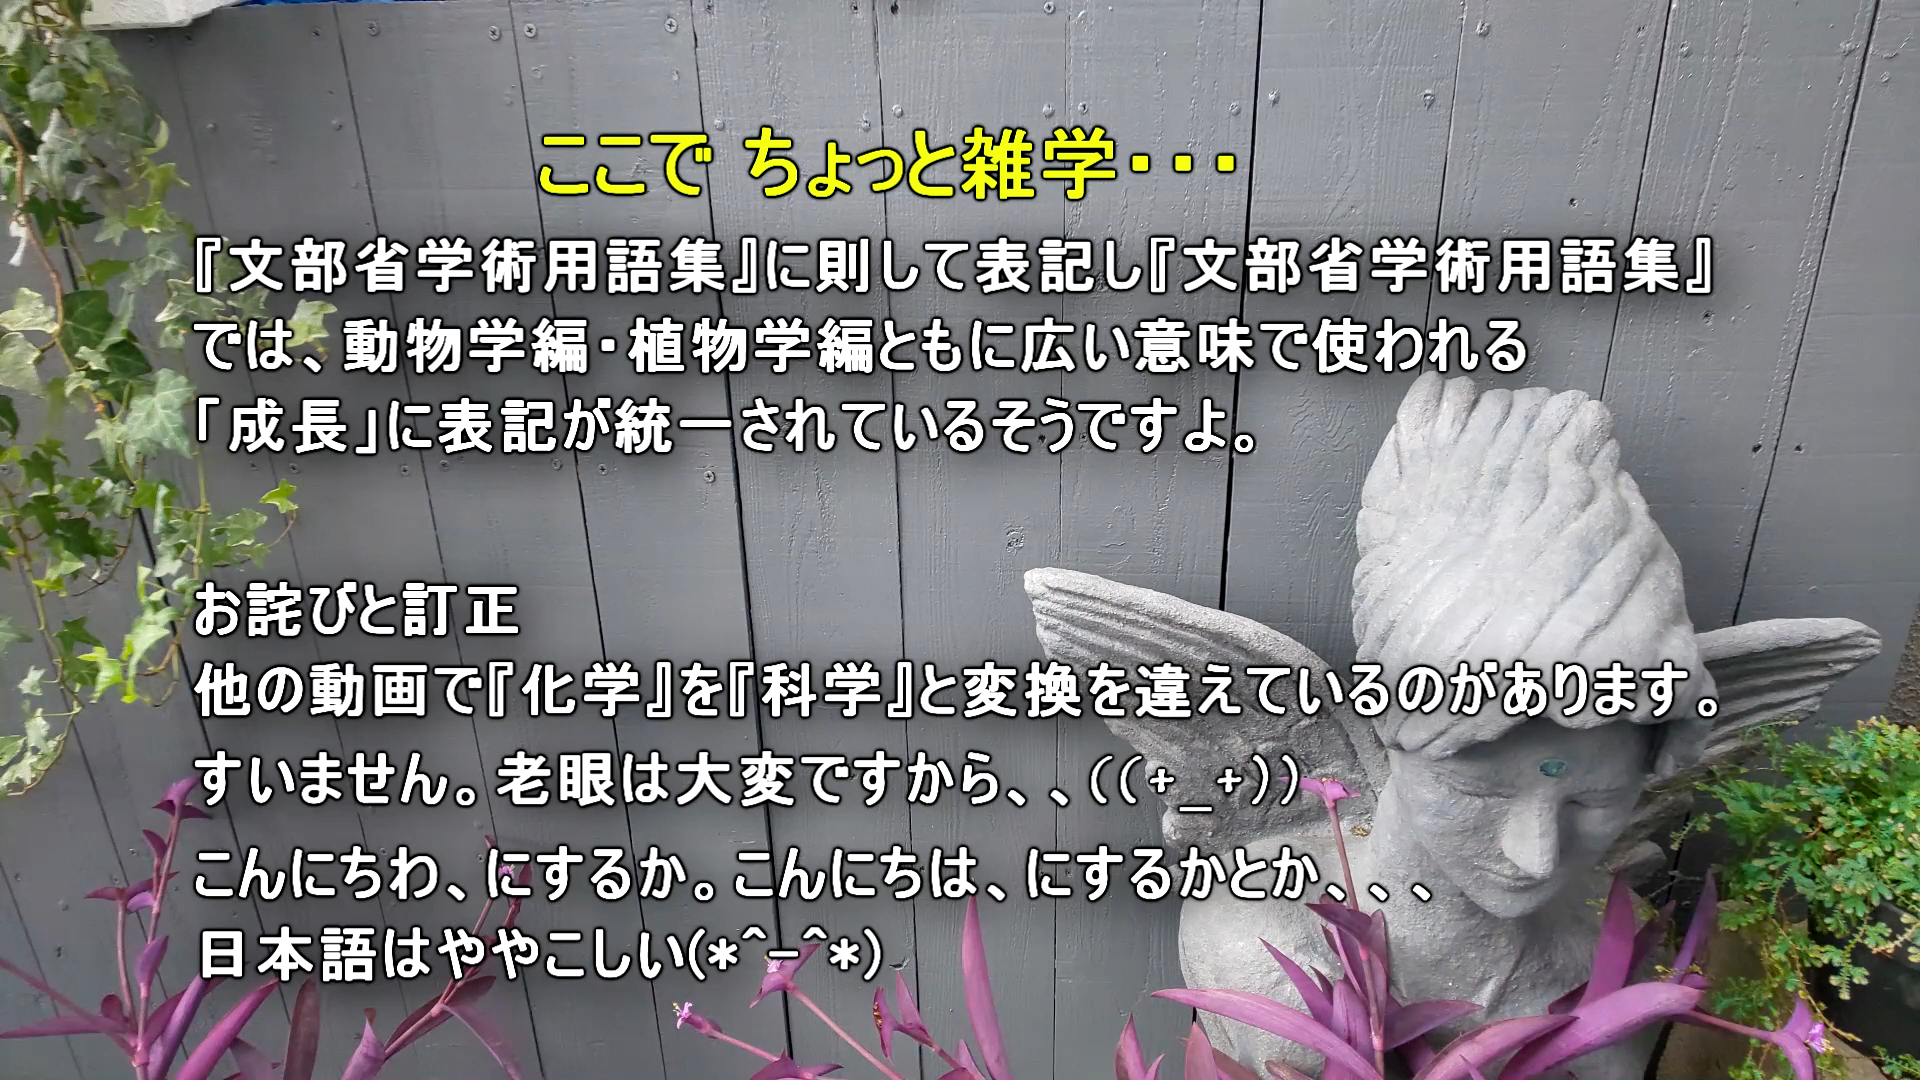 ここで ちょっと雑学・・・
『文部省学術用語集』に則して表記し『文部省学術用語集』
では、動物学編・植物学編ともに広い意味で使われる
「成長」に表記が統一されているそうですよ。
お詫びと訂正
他の動画で『化学』を『科学』と変換を違えているのがあります。
すいません。老眼は大変ですから、、((+_+))
こんにちわ、にするか。こんにちは、にするかとか、、、
日本語はややこしい(*^-^*)